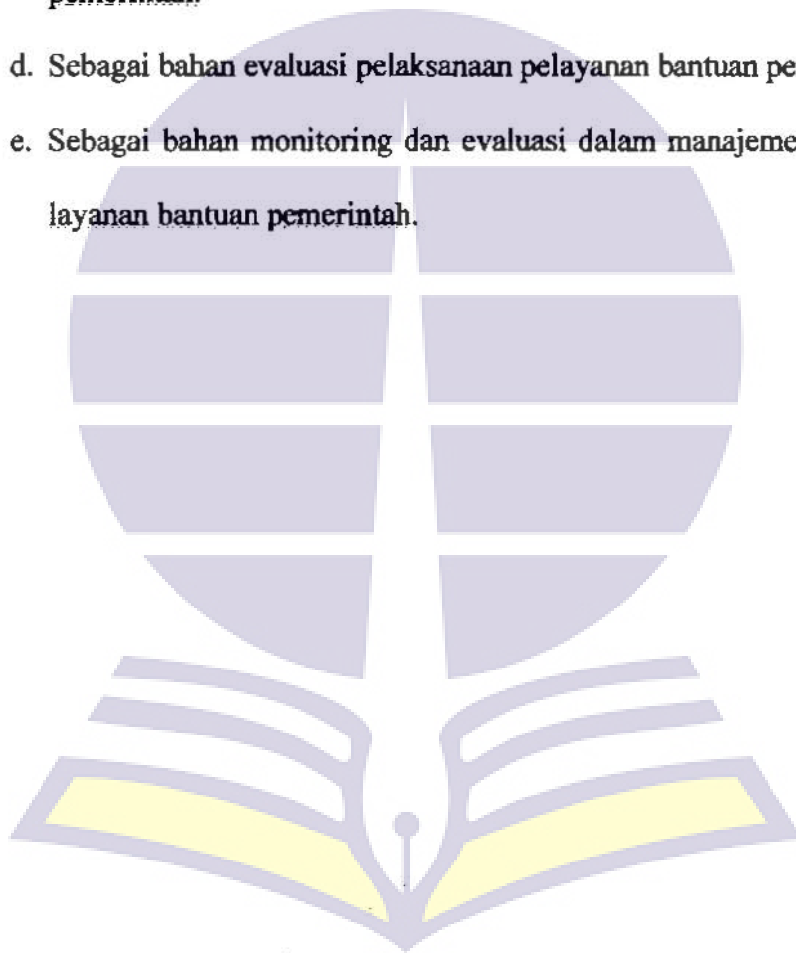 d. Sebagai bahan evaluasi pelaksanaan pelayanan bantuan pe
e. Sebagai bahan monitoring dan evaluasi dalam manajeme
layanan bantuan pemerintah.